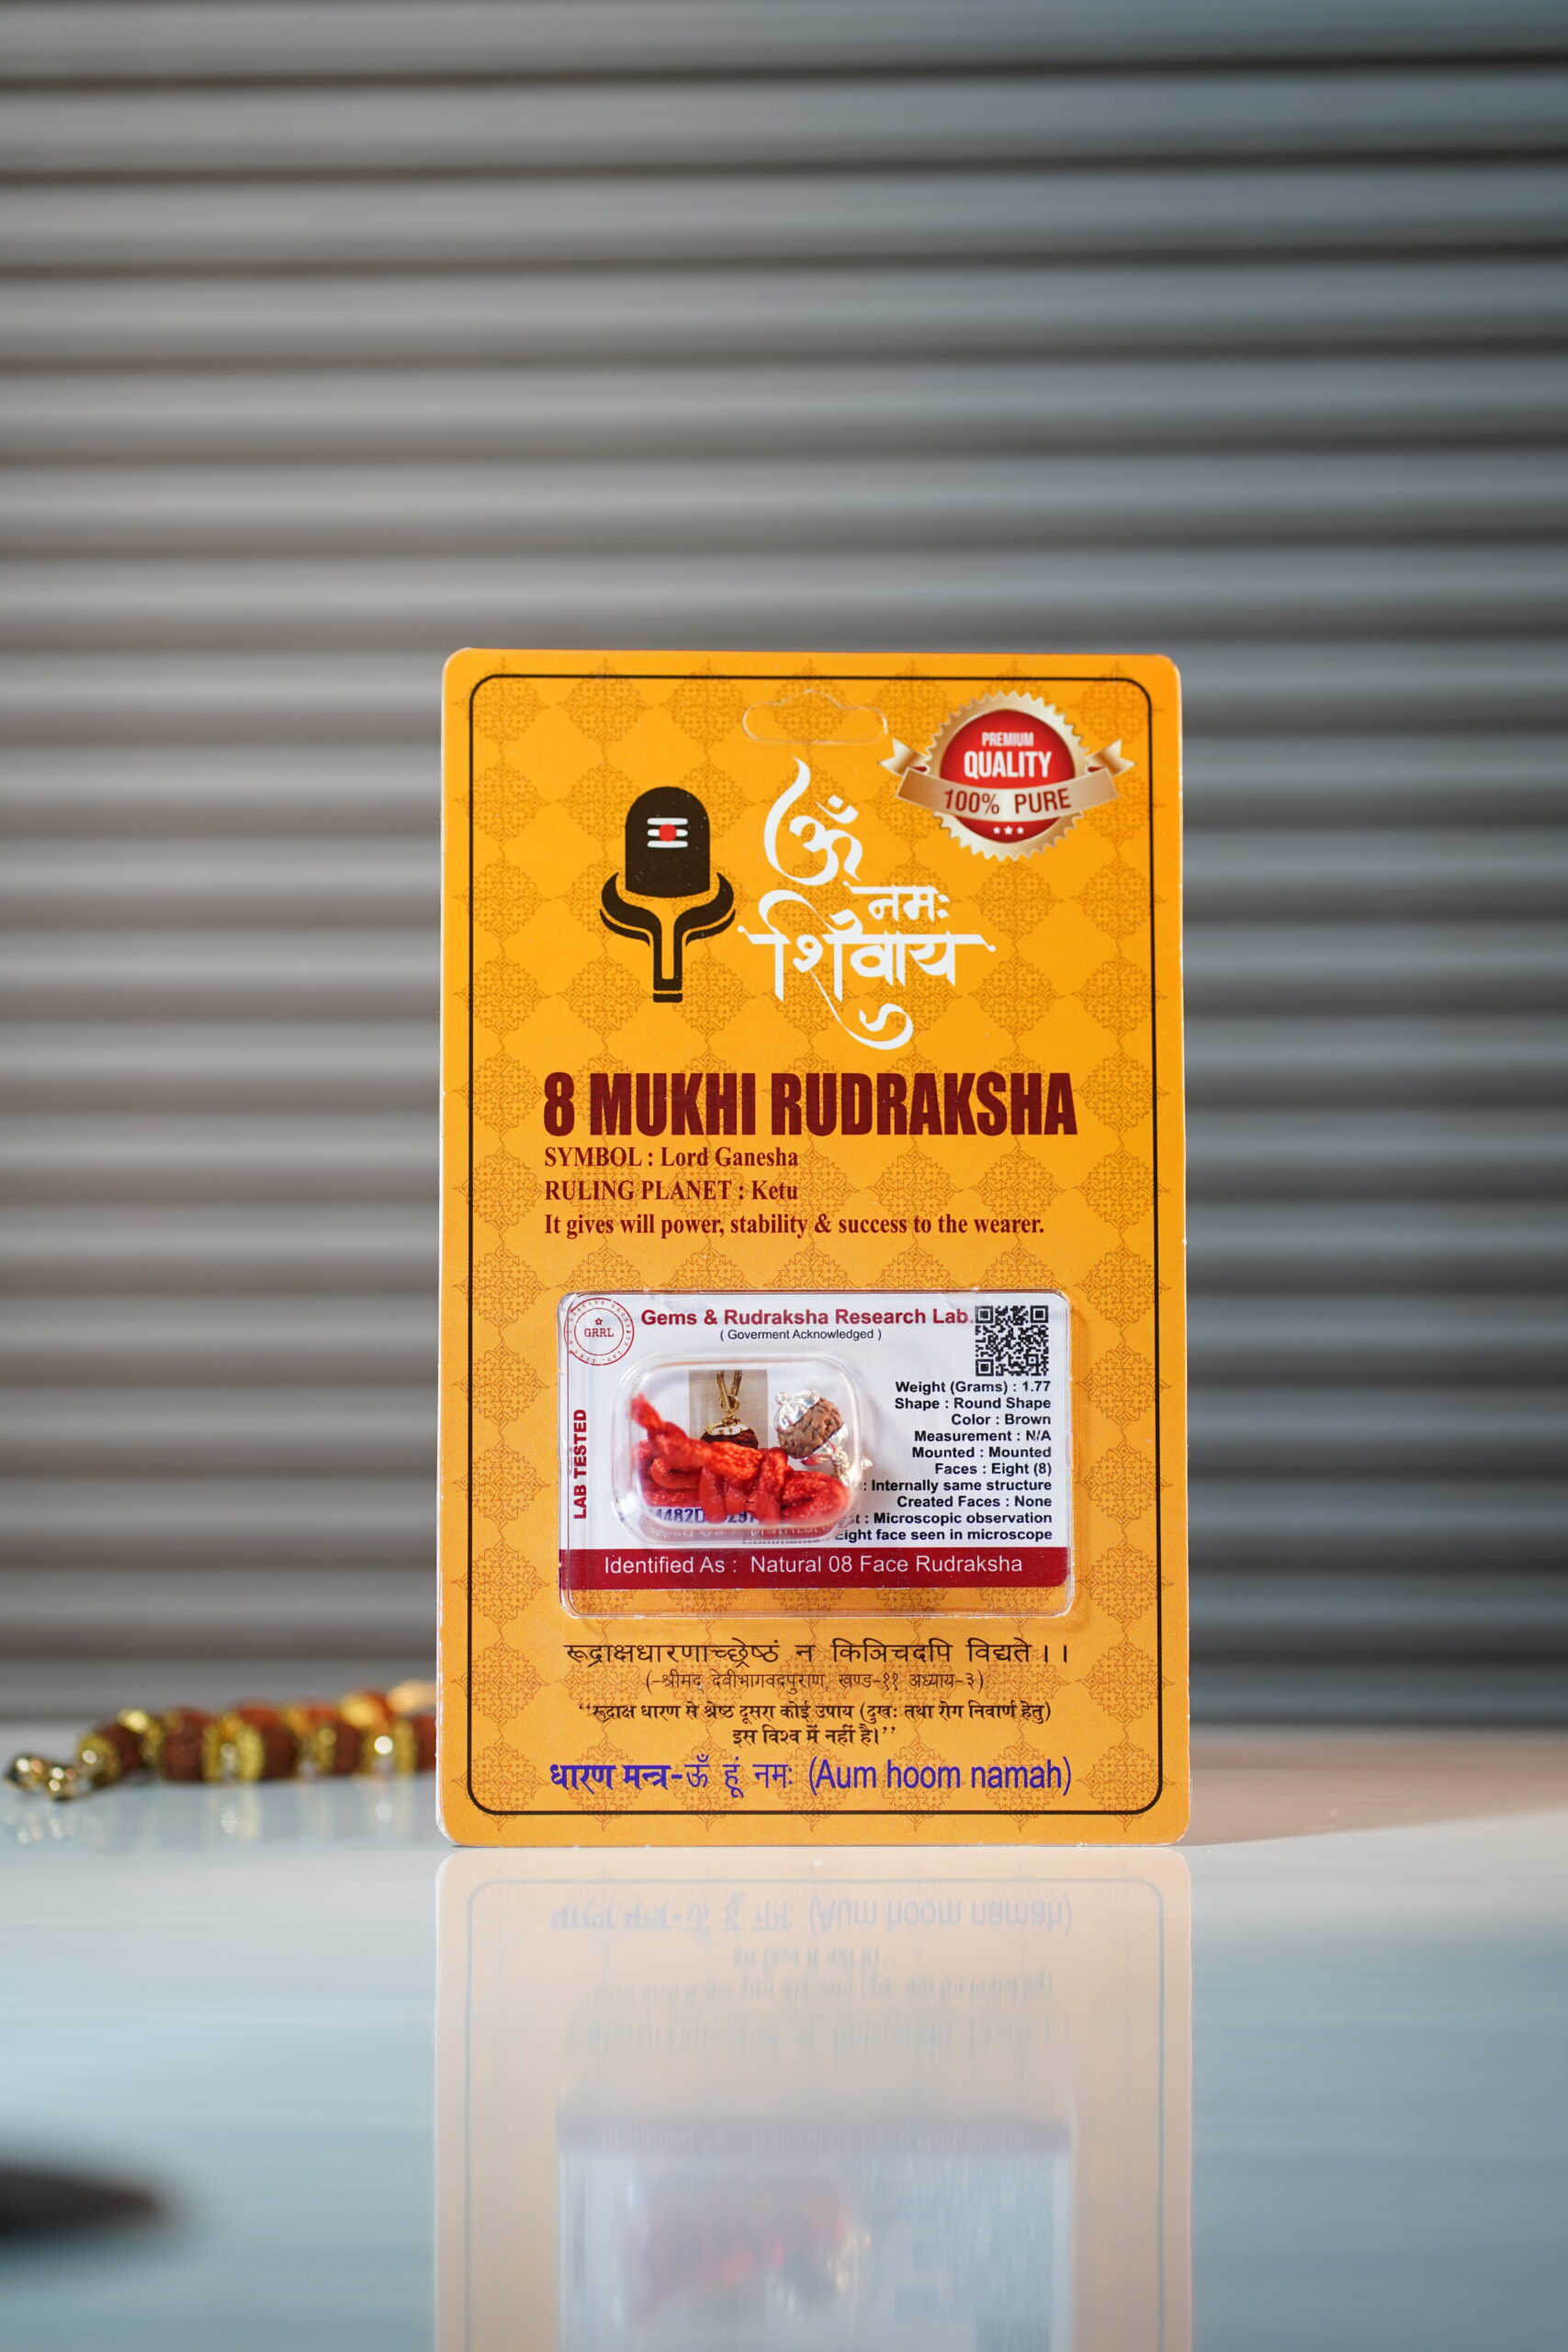 PREMIUM
QUALITY
100% PURE
ॐ
नमः
शिवाय
8 MUKHI RUDRAKSHA
SYMBOL : Lord Ganesha
RULING PLANET : Ketu
It gives will power, stability & success to the wearer.
GRRL
Gems & Rudraksha Research Lab.
( Goverment Acknowledged )
LAB TESTED
Weight (Grams) : 1.77
Shape : Round Shape
Color : Brown
Measurement : N/A
Mounted : Mounted
Faces : Eight (8)
: Internally same structure
Created Faces : None
: Microscopic observation
Eight face seen in microscope
Identified As : Natural 08 Face Rudraksha
रूद्राक्षधारणाच्छ्रेष्ठं न किञिचदपि विद्यते।।
(-श्रीमद् देवीभागवदपुराण, खण्ड-११ अध्याय-३)
‘‘रूद्राक्ष धारण से श्रेष्ठ दूसरा कोई उपाय (दुखः तथा रोग निवार्ण हेतु)
इस विश्व में नहीं है।’’
धारण मन्त्र-ॐ हूं नमः (Aum hoom namah)